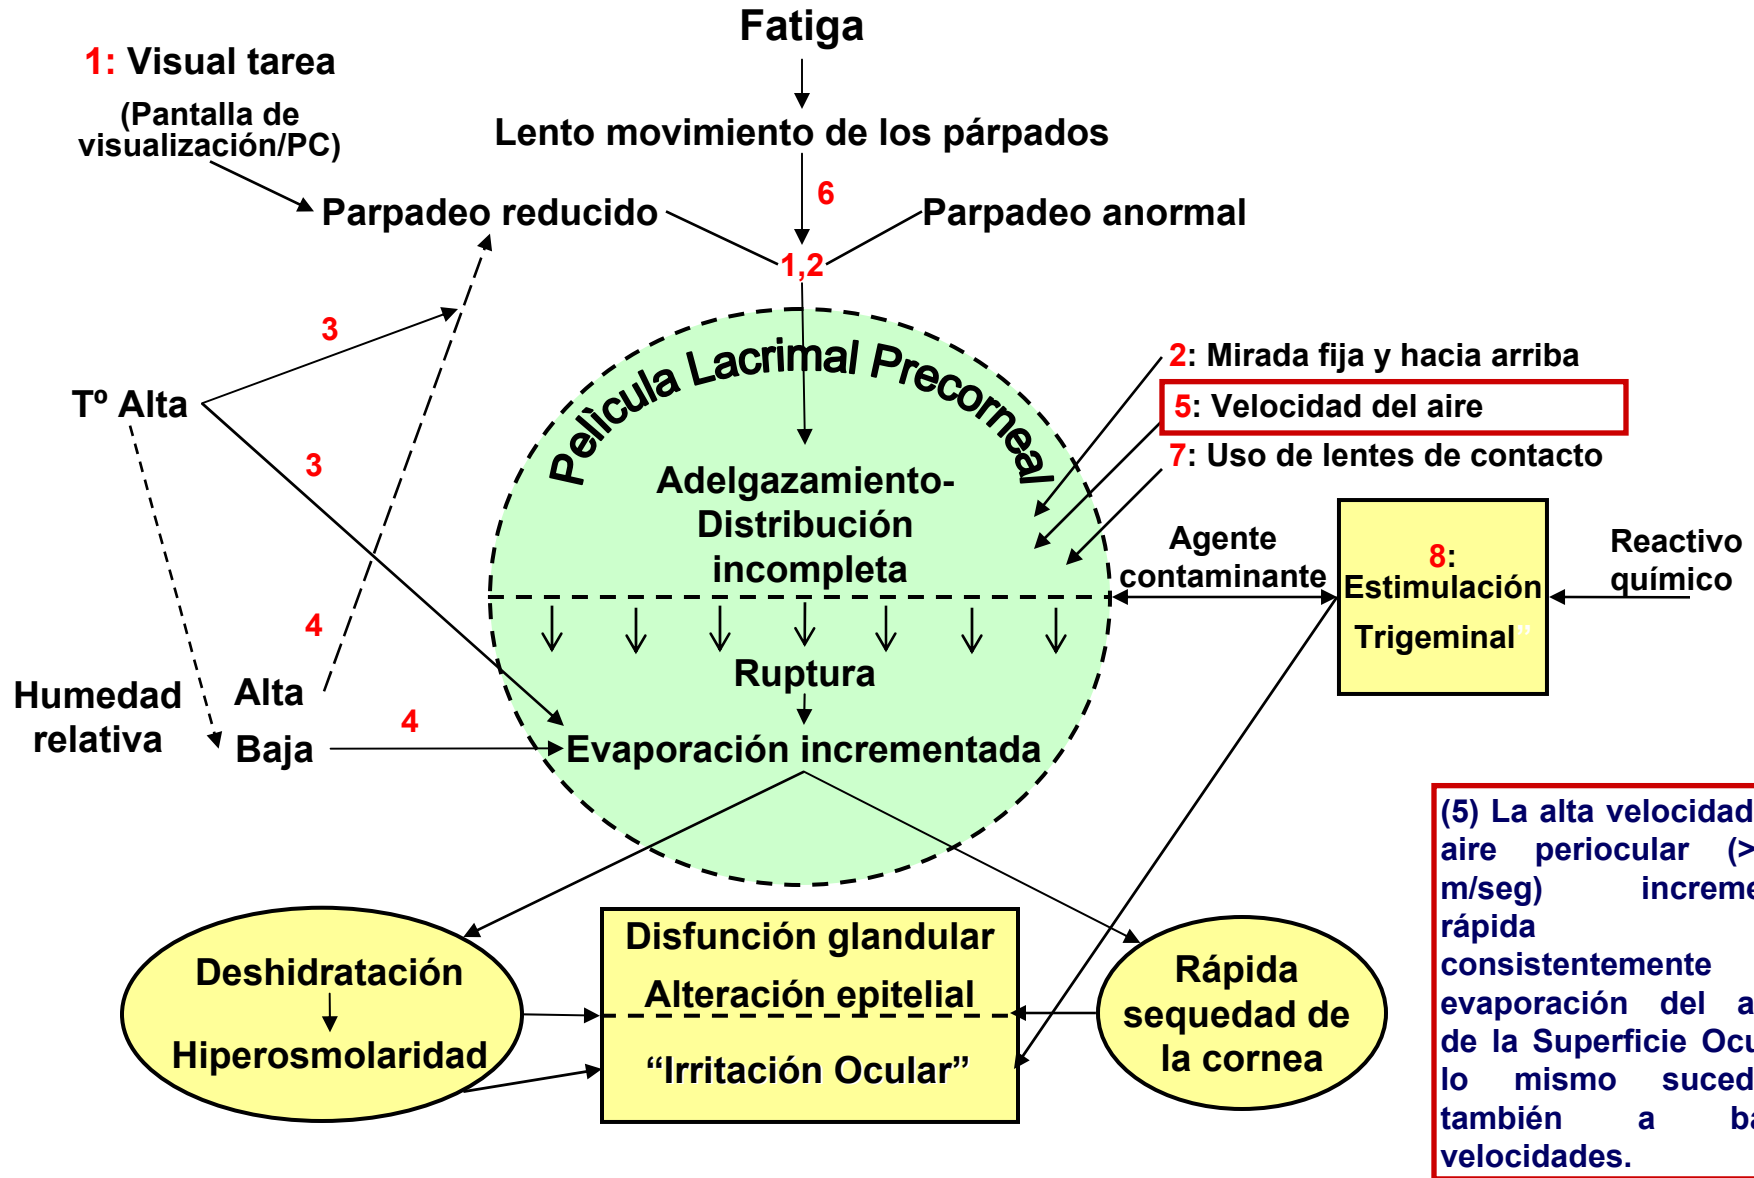 Fatiga
1: Visual tarea
(Pantalla de
visualización/PC)
Lento movimiento de los párpados
6
Parpadeo reducido
Parpadeo anormal
1,2
3
Tº Alta
3
Película Lacrimal Precorneal
2: Mirada fija y hacia arriba
5: Velocidad del aire
7: Uso de lentes de contacto
Adelgazamiento-
Distribución
incompleta
Agente
contaminante
8:
Estimulación
Trigeminal”
Reactivo
químico
4
Ruptura
Humedad
relativa
Alta
Baja
4
Evaporación incrementada
(5) La alta velocidad
aire periocular (>
m/seg)
rápida
consistentemente
evaporación del
de la Superficie
lo mismo
también a
velocidades.
Deshidratación
Hiperosmolaridad
Disfunción glandular
Alteración epitelial
“Irritación Ocular”
Rápida
sequedad de
la cornea